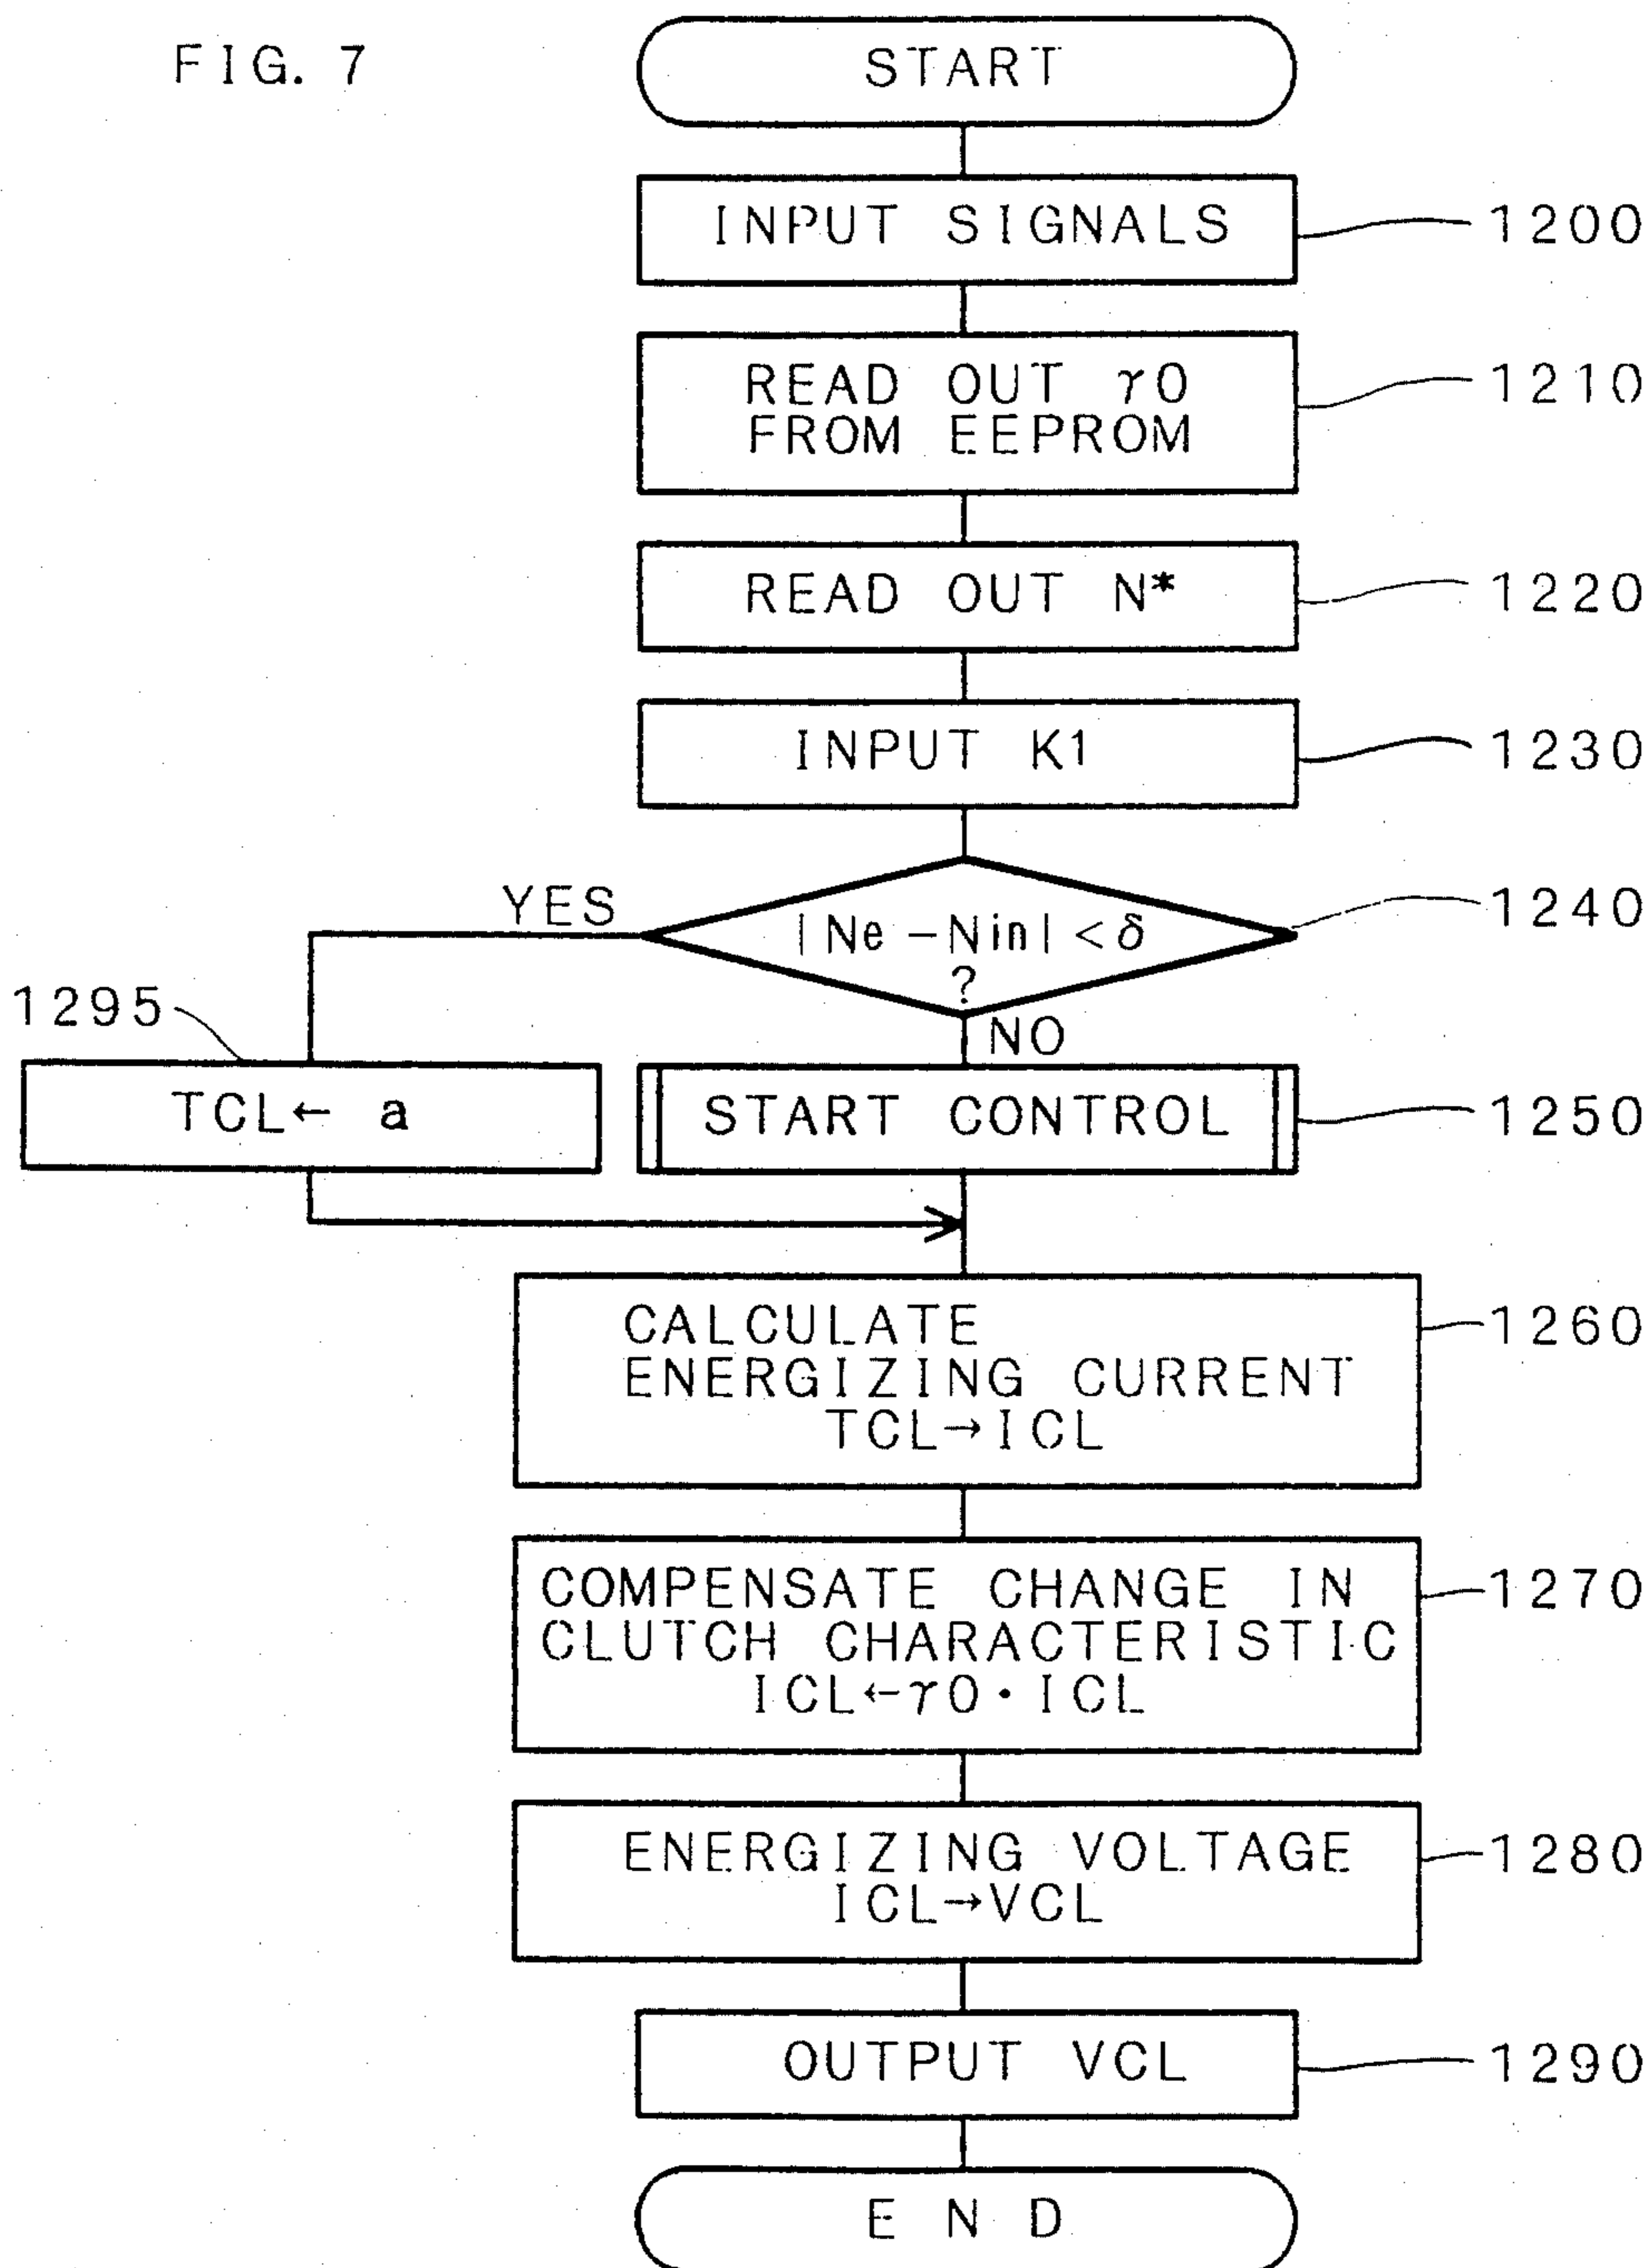 FIG. 7
START
INPUT SIGNALS
1200
READ OUT γ0
FROM EEPROM
1210
READ OUT N*
1220
INPUT K1
1230
YES
|Ne −Nin| <δ
?
1240
NO
1295
TCL← a
START CONTROL
1250
CALCULATE
ENERGIZING CURRENT
TCL→ICL
1260
COMPENSATE CHANGE IN
CLUTCH CHARACTERISTIC
ICL←γ0・ICL
1270
ENERGIZING VOLTAGE
ICL→VCL
1280
OUTPUT VCL
1290
END